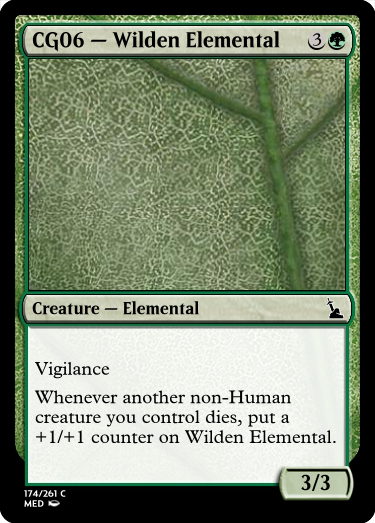 CG06 — Wilden Elemental 3
Creature — Elemental
Vigilance
Whenever another non-Human
creature you control dies, put a
+1/+1 counter on Wilden Elemental.
3/3
174/261 C
MED